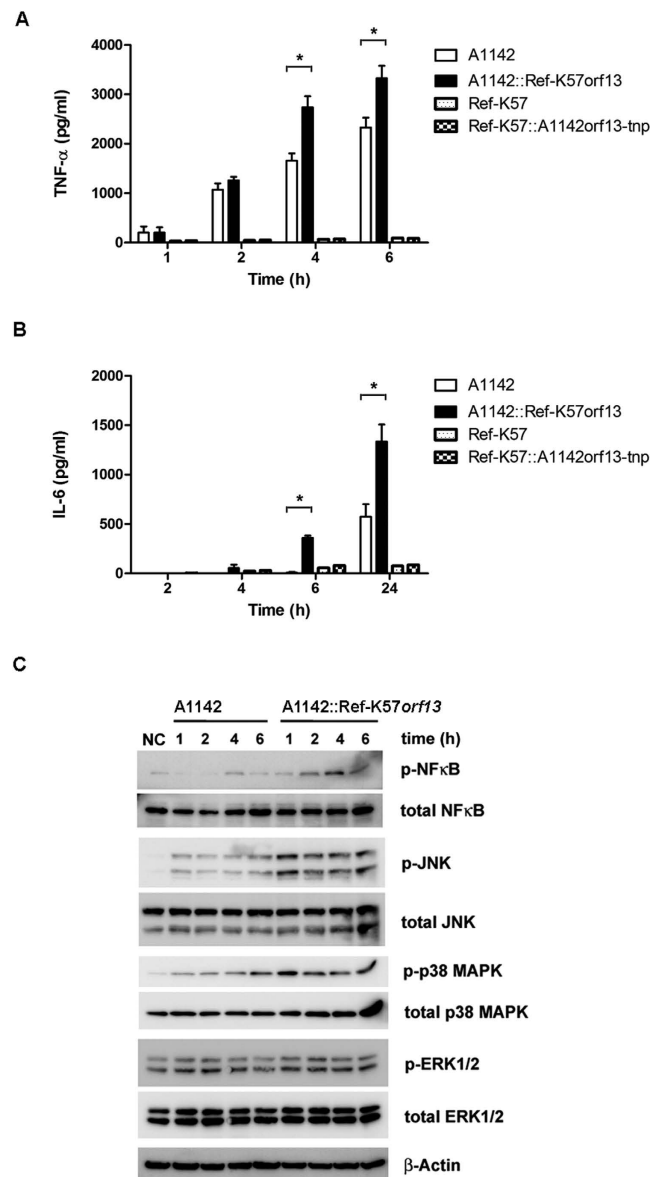 A
TNF-α (pg/ml)
4000
3000
2000
1000
0
* *
1 2 4 6
Time (h)
A1142
A1142::Ref-K57orf13
Ref-K57
Ref-K57::A1142orf13-tnp
B
IL-6 (pg/ml)
2000
1500
1000
500
0
* *
2 4 6 24
Time (h)
A1142
A1142::Ref-K57orf13
Ref-K57
Ref-K57::A1142orf13-tnp
C
A1142 A1142::Ref-K57orf13
NC 1 2 4 6 1 2 4 6 time (h)
p-NFκB
total NFκB
p-JNK
total JNK
p-p38 MAPK
total p38 MAPK
p-ERK1/2
total ERK1/2
β-Actin